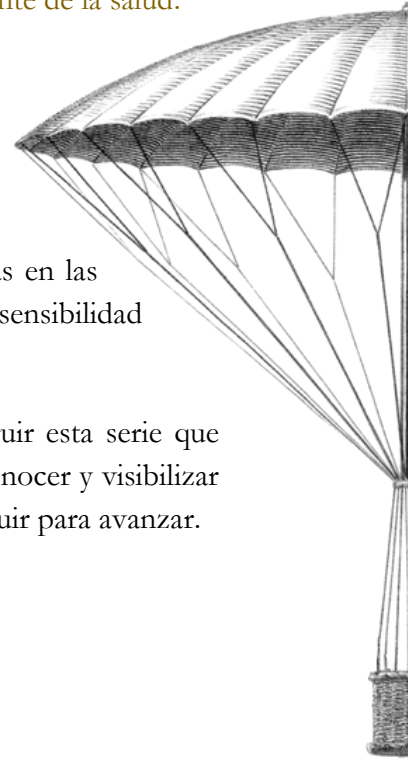 nte de la salud.
s en las
sensibilidad
uir esta serie que
nocer y visibilizar
uir para avanzar.